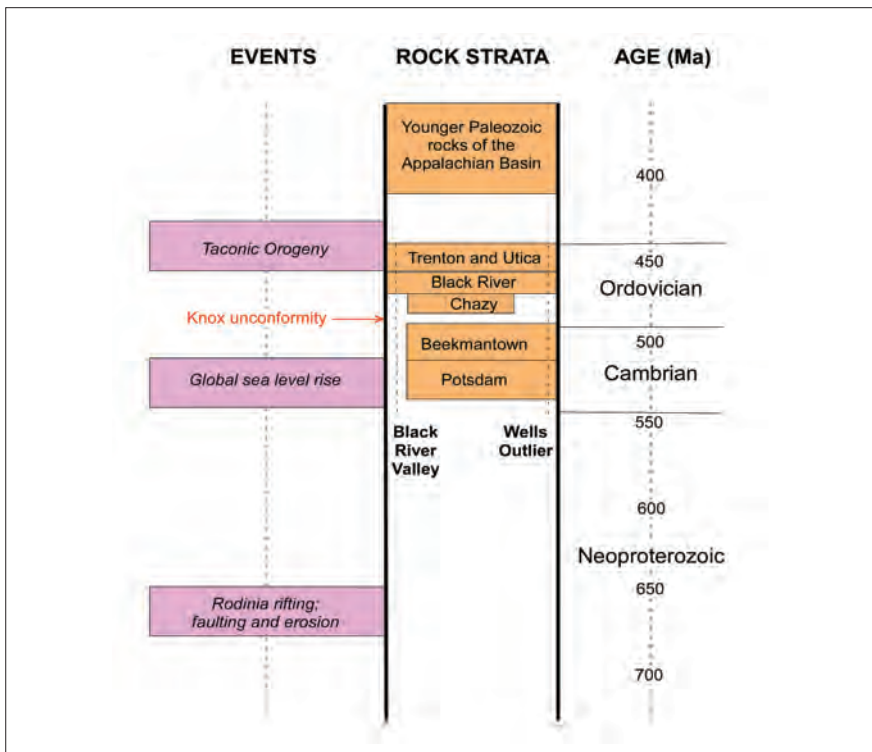 EVENTS ROCK STRATA AGE (Ma)
Younger Paleozoic
rocks of the
Appalachian Basin
400
Taconic Orogeny
Trenton and Utica
450
Black River
Ordovician
Chazy
Knox unconformity
500
Beekmantown
Global sea level rise
Potsdam
Cambrian
550
Black
River
Valley
Wells
Outlier
600
Neoproterozoic
650
Rodinia rifting;
faulting and erosion
700